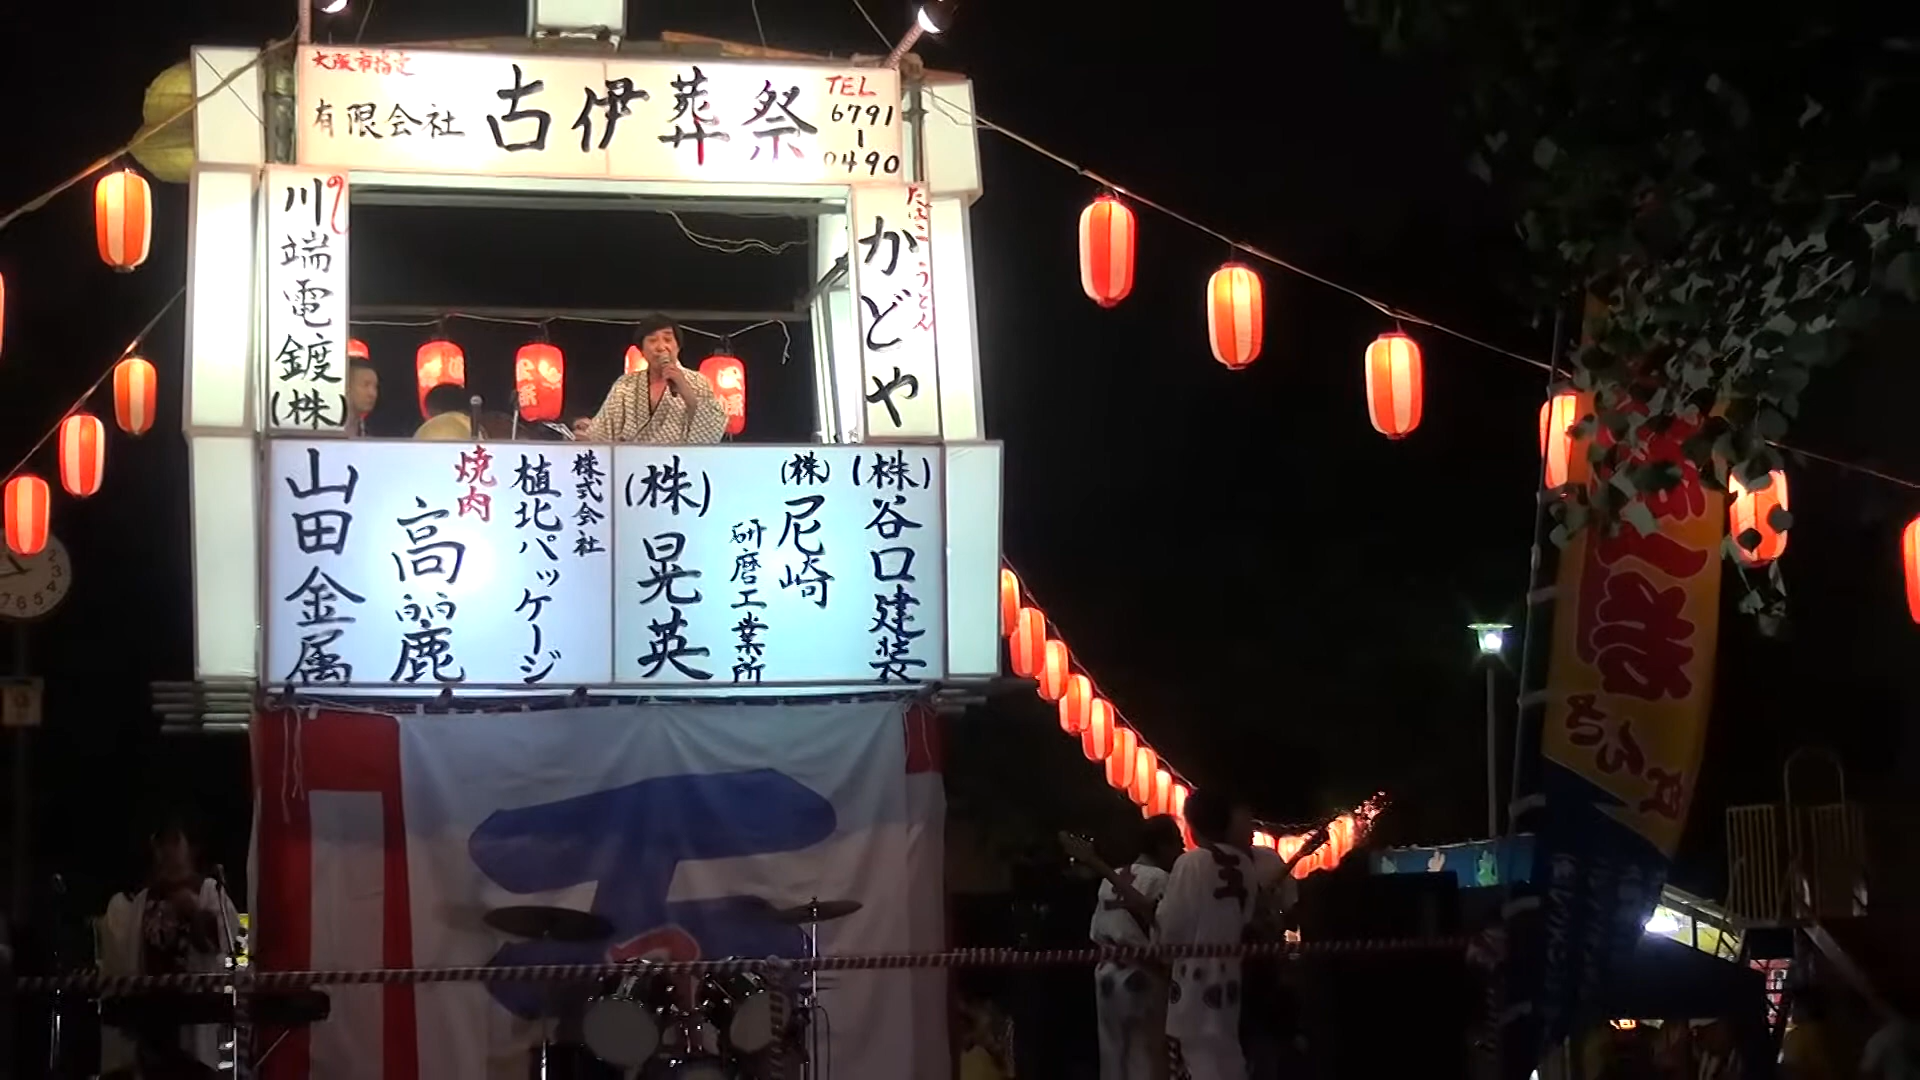 大阪市指定
有限会社 古伊葬祭
TEL
6791
-
0490
川端電鍍(株)
たばこ うどん
かどや
山田金属
焼肉
高麗
株式会社
植北パッケージ
(株)晃英
(株)尼崎
研磨工業所
(株)谷口建装